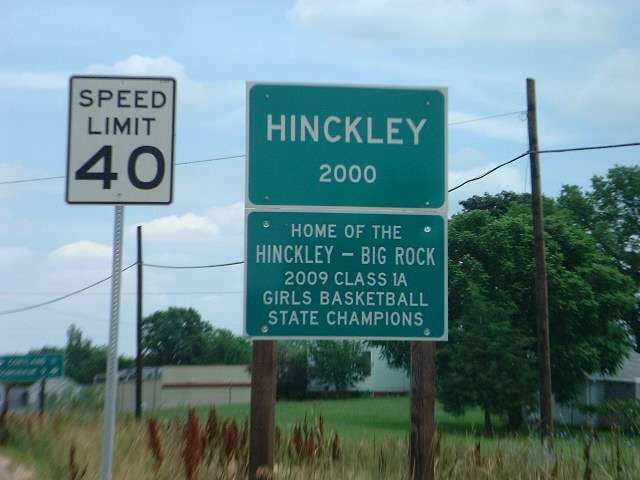 SPEED
LIMIT
40
HINCKLEY
2000
HOME OF THE
HINCKLEY – BIG ROCK
2009 CLASS 1A
GIRLS BASKETBALL
STATE CHAMPIONS